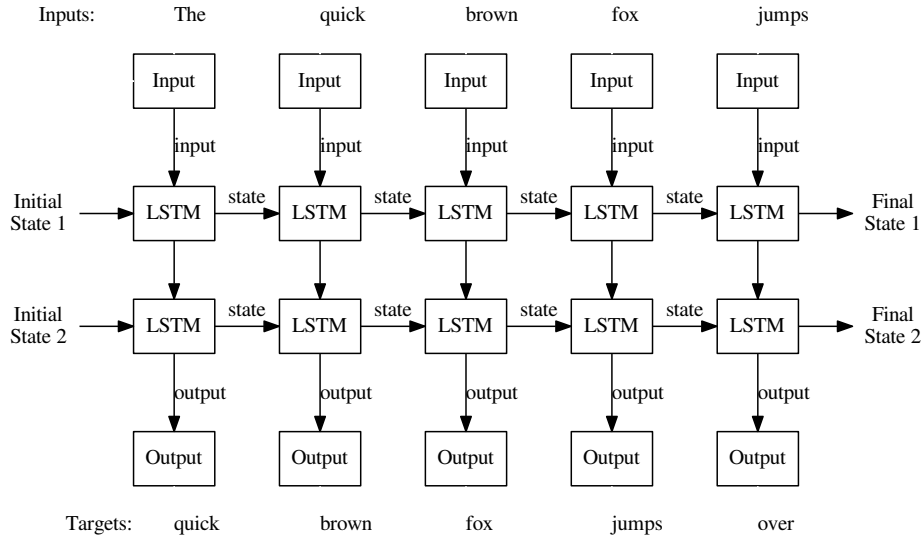 Inputs: The quick brown fox jumps
Input Input Input Input Input
input input input input input
Initial State 1 LSTM state LSTM state LSTM state LSTM state LSTM Final State 1
Initial State 2 LSTM state LSTM state LSTM state LSTM state LSTM Final State 2
output output output output output
Output Output Output Output Output
Targets: quick brown fox jumps over